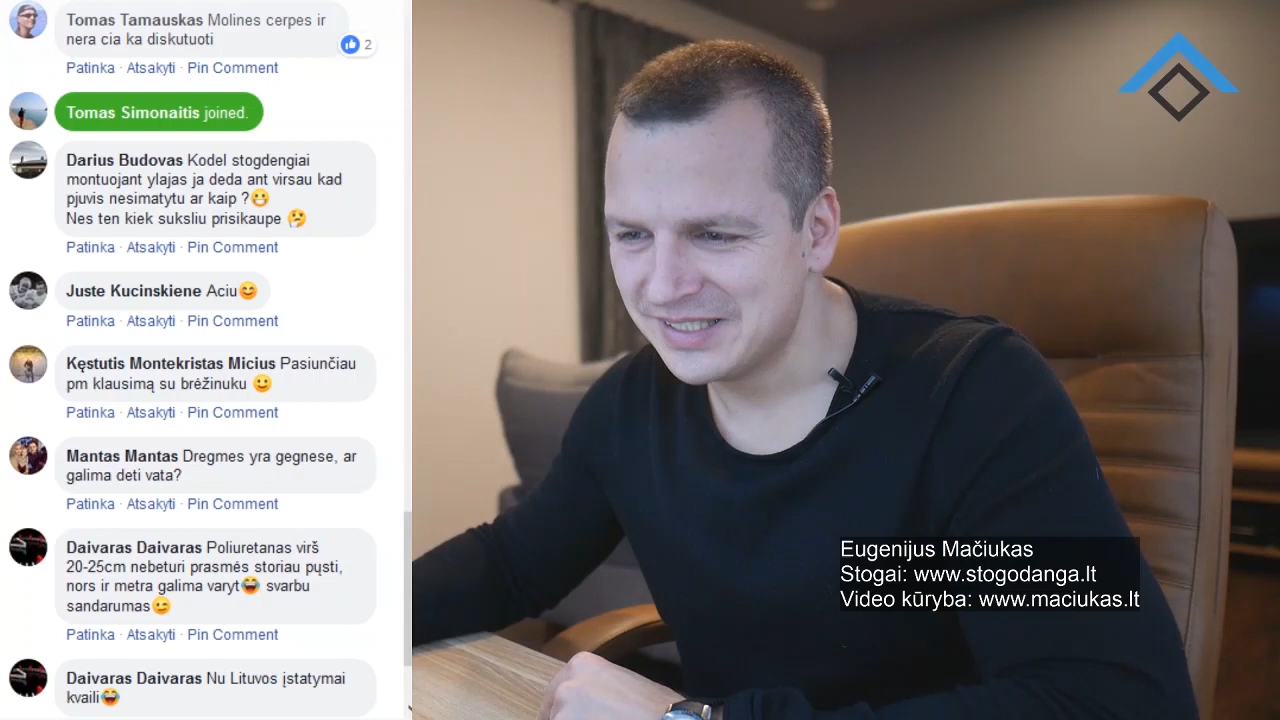 Tomas Tamauskas Molines cerpes ir
nera cia ka diskutuoti
2
Patinka · Atsakyti · Pin Comment
Tomas Simonaitis joined.
Darius Budovas Kodel stogdengiai
montuojant ylajas ja deda ant virsau kad
pjuvis nesimatytu ar kaip ?😬
Nes ten kiek suksliu prisikaupe 🤔
Patinka · Atsakyti · Pin Comment
Juste Kucinskiene Aciu😊
Patinka · Atsakyti · Pin Comment
Kęstutis Montekristas Micius Pasiunčiau
pm klausimą su brėžinuku 🙂
Patinka · Atsakyti · Pin Comment
Mantas Mantas Dregmes yra gegnese, ar
galima deti vata?
Patinka · Atsakyti · Pin Comment
Daivaras Daivaras Poliuretanas virš
20-25cm nebeturi prasmės storiau pųsti,
nors ir metra galima varyt😂 svarbu
sandarumas😉
Patinka · Atsakyti · Pin Comment
Daivaras Daivaras Nu Lituvos įstatymai
kvaili😂
Eugenijus Mačiukas
Stogai: www.stogodanga.lt
Video kūryba: www.maciukas.lt